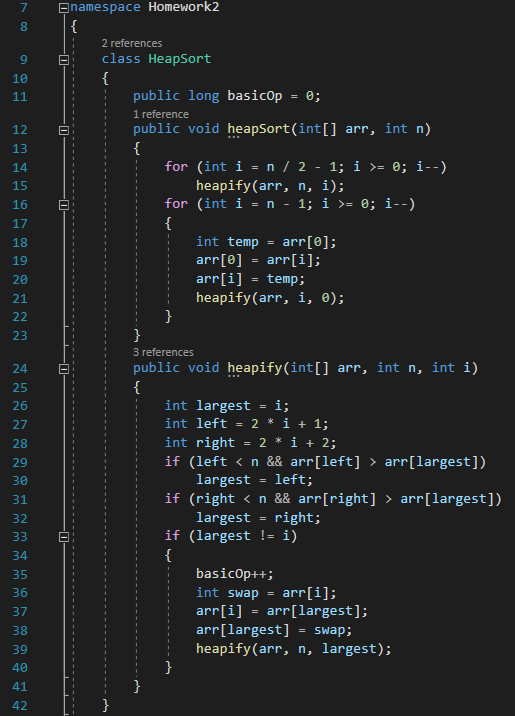 7 namespace Homework2
8 {
2 references
9 class HeapSort
10 {
11 public long basicOp = 0;
1 reference
12 public void heapSort(int[] arr, int n)
13 {
14 for (int i = n / 2 - 1; i >= 0; i--)
15 heapify(arr, n, i);
16 for (int i = n - 1; i >= 0; i--)
17 {
18 int temp = arr[0];
19 arr[0] = arr[i];
20 arr[i] = temp;
21 heapify(arr, i, 0);
22 }
23 }
3 references
24 public void heapify(int[] arr, int n, int i)
25 {
26 int largest = i;
27 int left = 2 * i + 1;
28 int right = 2 * i + 2;
29 if (left < n && arr[left] > arr[largest])
30 largest = left;
31 if (right < n && arr[right] > arr[largest])
32 largest = right;
33 if (largest != i)
34 {
35 basicOp++;
36 int swap = arr[i];
37 arr[i] = arr[largest];
38 arr[largest] = swap;
39 heapify(arr, n, largest);
40 }
41 }
42 }